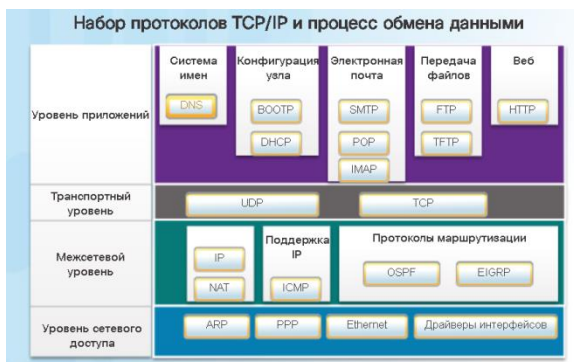 Набор протоколов TCP/IP и процесс обмена данными
Уровень приложений
Система
имен
DNS
Конфигурация
узла
BOOTP
DHCP
Электронная
почта
SMTP
POP
IMAP
Передача
файлов
FTP
TFTP
Веб
HTTP
Транспортный
уровень
UDP
TCP
Межсетевой
уровень
IP
NAT
Поддержка
IP
ICMP
Протоколы маршрутизации
OSPF
EIGRP
Уровень сетевого
доступа
ARP
PPP
Ethernet
Драйверы интерфейсов